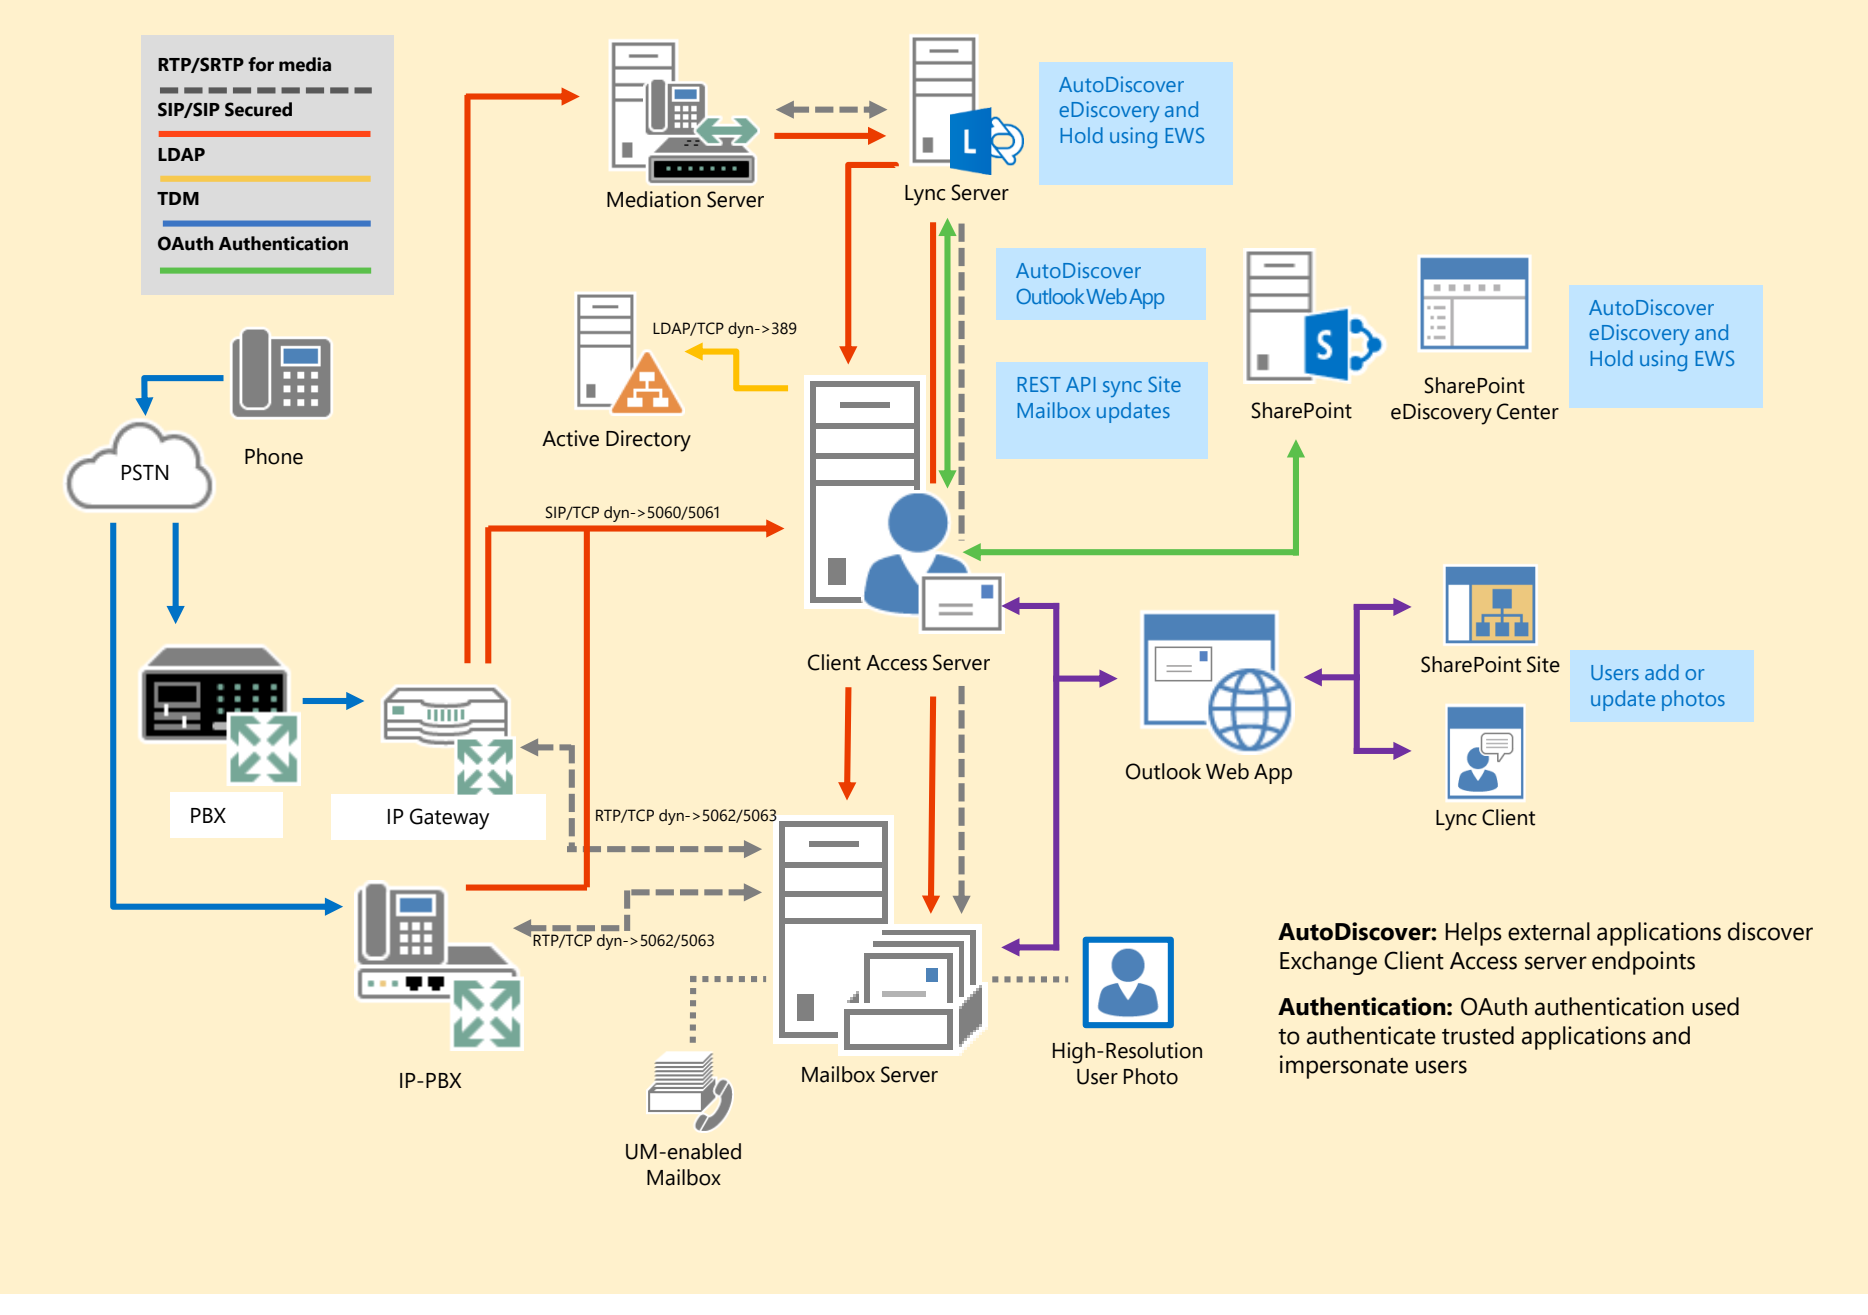 RTP/SRTP for media
SIP/SIP Secured
LDAP
TDM
OAuth Authentication
Mediation Server
L
Lync Server
AutoDiscover
eDiscovery and
Hold using EWS
AutoDiscover
Outlook Web App
REST API sync Site
Mailbox updates
S
SharePoint
SharePoint
eDiscovery Center
AutoDiscover
eDiscovery and
Hold using EWS
LDAP/TCP dyn->389
Active Directory
Phone
PSTN
SIP/TCP dyn->5060/5061
Client Access Server
PBX
IP Gateway
RTP/TCP dyn->5062/5063
RTP/TCP dyn->5062/5063
IP-PBX
Outlook Web App
SharePoint Site
Users add or
update photos
Lync Client
Mailbox Server
UM-enabled
Mailbox
High-Resolution
User Photo
AutoDiscover: Helps external applications discover
Exchange Client Access server endpoints
Authentication: OAuth authentication used
to authenticate trusted applications and
impersonate users